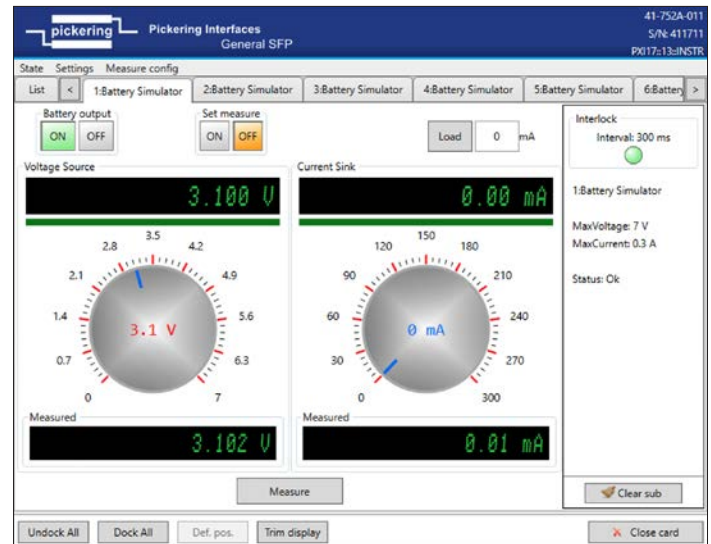 pickering
Pickering Interfaces
General SFP
41-752A-011
S/N: 411711
PXI17::13::INSTR
State Settings Measure config
List < 1:Battery Simulator 2:Battery Simulator 3:Battery Simulator 4:Battery Simulator 5:Battery Simulator 6:Battery >
Battery output
ON OFF
Set measure
ON OFF
Load 0 mA
Interlock
Interval: 300 ms
Voltage Source
3.100 V
0 0.7 1.4 2.1 2.8 3.5 4.2 4.9 5.6 6.3 7
3.1 V
Measured
3.102 V
Current Sink
0.00 mA
0 30 60 90 120 150 180 210 240 270 300
0 mA
Measured
0.01 mA
1:Battery Simulator
MaxVoltage: 7 V
MaxCurrent: 0.3 A
Status: Ok
Measure
Clear sub
Undock All Dock All Def. pos. Trim display Close card